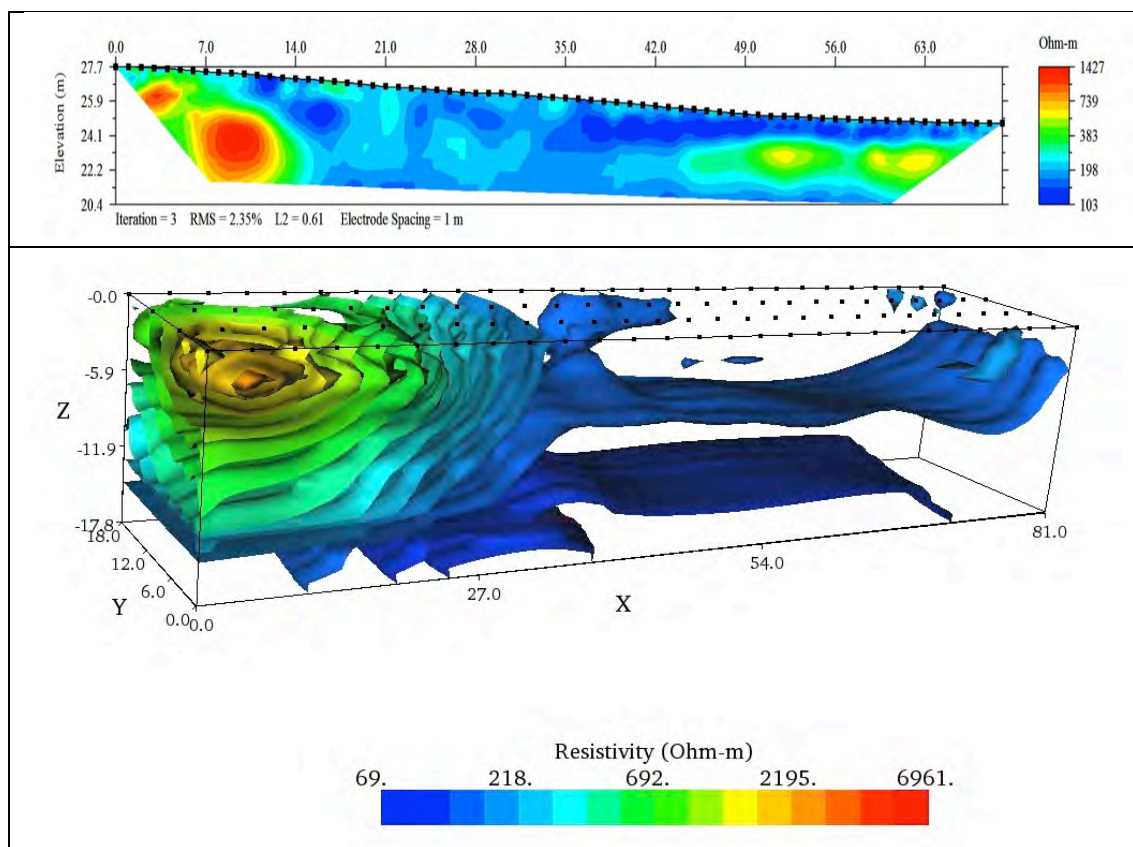 0.0 7.0 14.0 21.0 28.0 35.0 42.0 49.0 56.0 63.0 Ohm-m
27.7 1427
25.9 739
Elevation (m)
24.1 383
22.2 198
20.4 103
Iteration = 3 RMS = 2.35% L2 = 0.61 Electrode Spacing = 1 m
-0.0
-5.9
Z
-11.9
-17.8
18.0
12.0
6.0
Y
0.0
0.0
27.0
X
54.0
81.0
Resistivity (Ohm-m)
69. 218. 692. 2195. 6961.